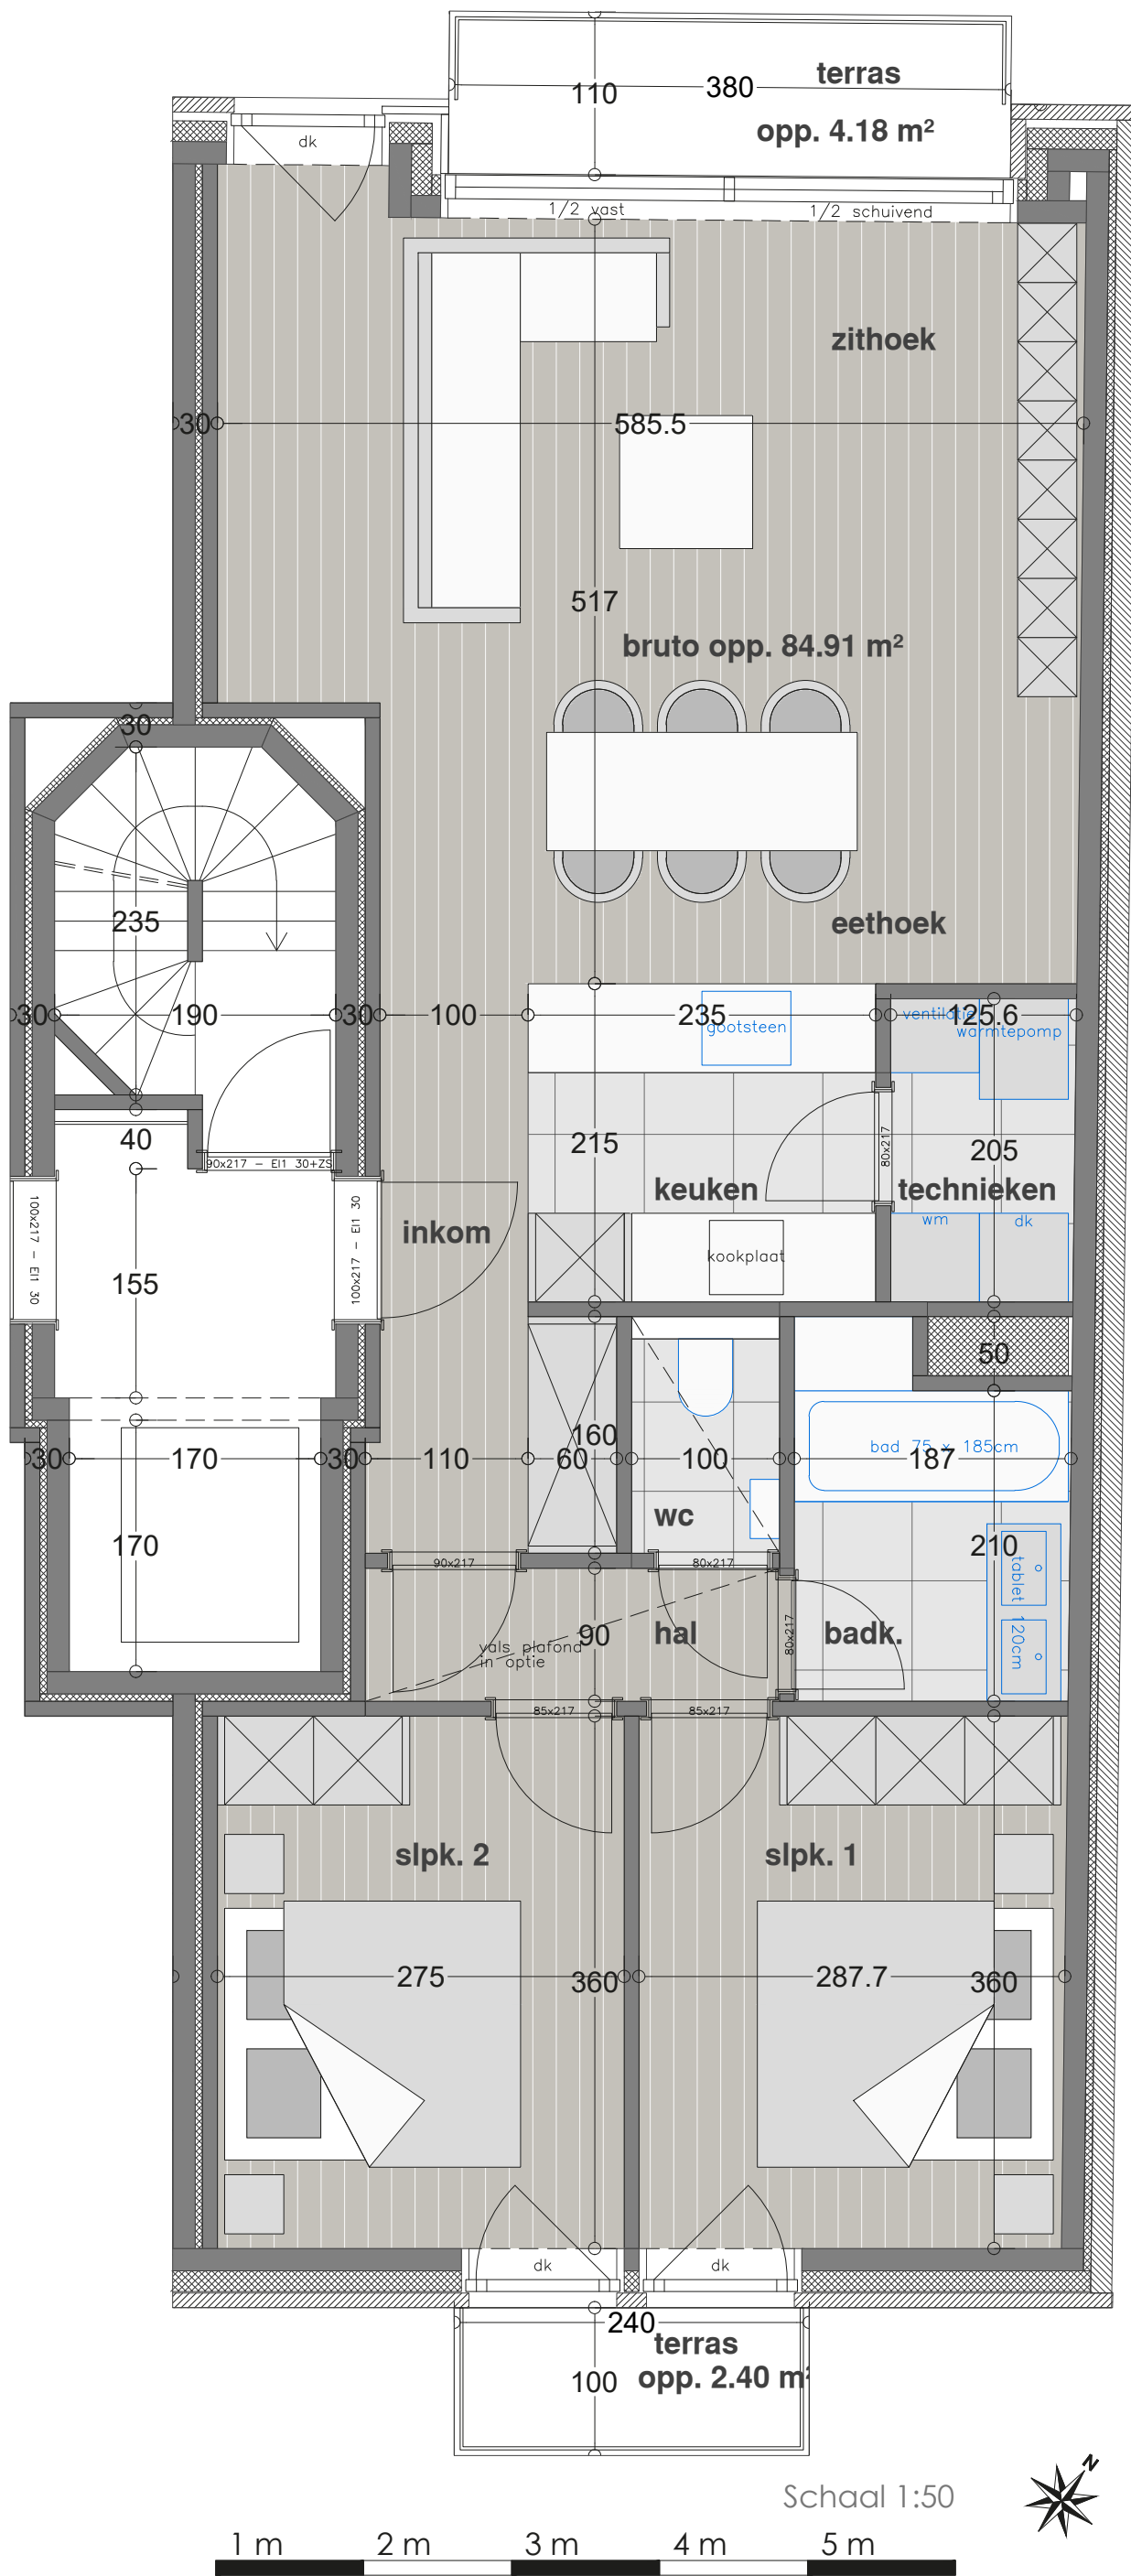 terras
110
380
opp. 4.18 m²
dk
1/2 vast
1/2 schuivend
zithoek
30
585.5
517
bruto opp. 84.91 m²
30
235
eethoek
30
190
30
100
235
125.6
gootsteen
ventilatie
warmtepomp
40
215
205
90x217 - EI1 30+ZS
80x217
keuken
technieken
inkom
wm
dk
100x217 - EI1 30
100x217 - EI1 30
kookplaat
155
50
160
bad 75 x 185cm
30
170
30
110
60
100
187
wc
170
210
90x217
80x217
tablet 120cm
hal
badk.
90
80x217
vals plafond
in optie
85x217
85x217
slpk. 2
slpk. 1
275
360
287.7
360
dk
dk
240
terras
opp. 2.40 m²
100
N
Schaal 1:50
1 m
2 m
3 m
4 m
5 m